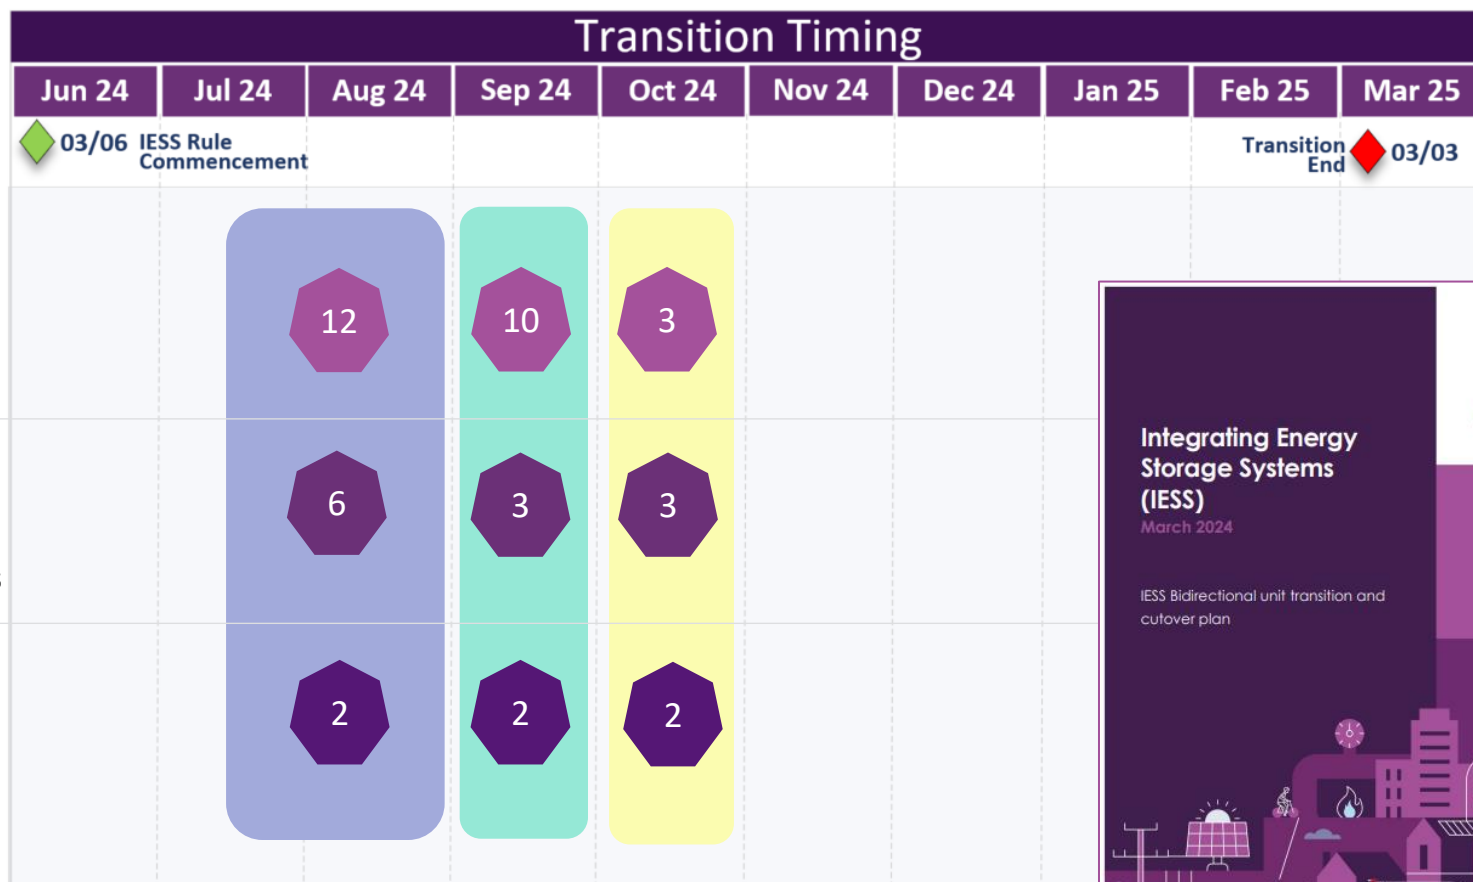 Transition Timing
Jun 24 Jul 24 Aug 24 Sep 24 Oct 24 Nov 24 Dec 24 Jan 25 Feb 25 Mar 25
03/06 IESS Rule
Commencement
Transition
End
03/03
12 10 3
6 3 3
2 2 2
Integrating Energy
Storage Systems
(IESS)
March 2024
IESS Bidirectional unit transition and
cutover plan